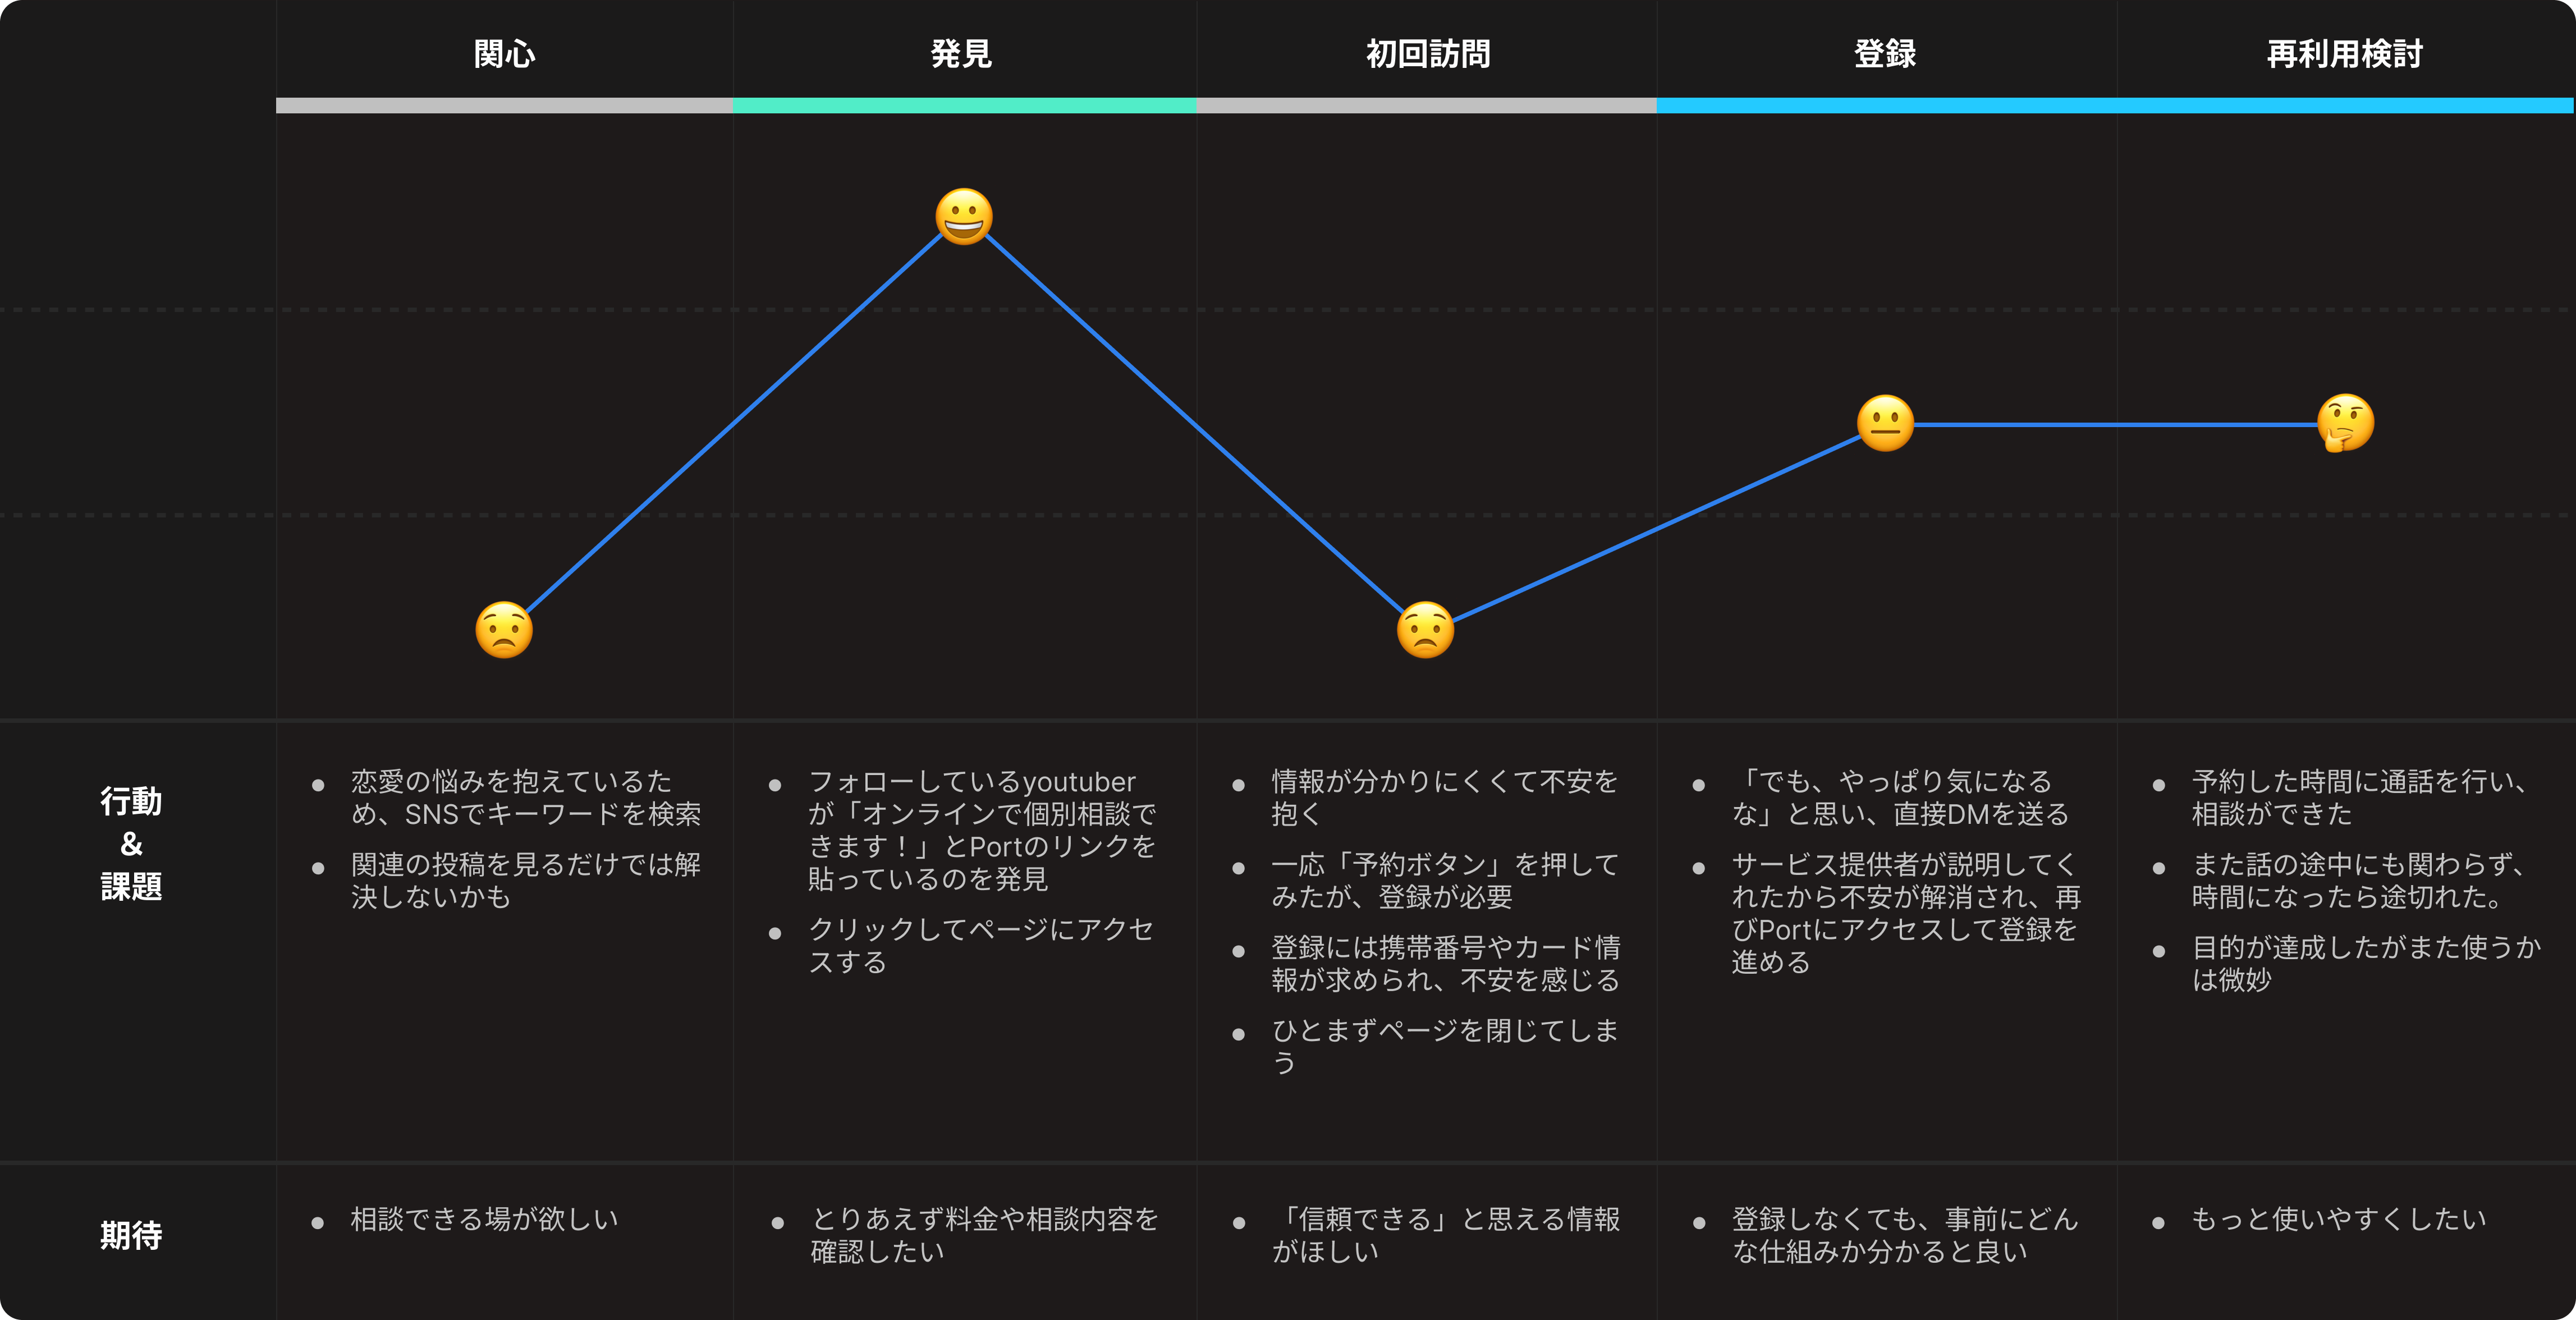 関心
発見
初回訪問
登録
再利用検討
行動
&
課題
恋愛の悩みを抱えているた
め、SNSでキーワードを検索
関連の投稿を見るだけでは解
決しないかも
フォローしているyoutuber
が「オンラインで個別相談で
きます！」とPortのリンクを
貼っているのを発見
クリックしてページにアクセ
スする
情報が分かりにくくて不安を
抱く
一応「予約ボタン」を押して
みたが、登録が必要
登録には携帯番号やカード情
報が求められ、不安を感じる
ひとまずページを閉じてしま
う
「でも、やっぱり気になる
な」と思い、直接DMを送る
サービス提供者が説明してく
れたから不安が解消され、再
びPortにアクセスして登録を
進める
予約した時間に通話を行い、
相談ができた
また話の途中にも関わらず、
時間になったら途切れた。
目的が達成したがまた使うか
は微妙
期待
相談できる場が欲しい
とりあえず料金や相談内容を
確認したい
「信頼できる」と思える情報
がほしい
登録しなくても、事前にどん
な仕組みか分かると良い
もっと使いやすくしたい